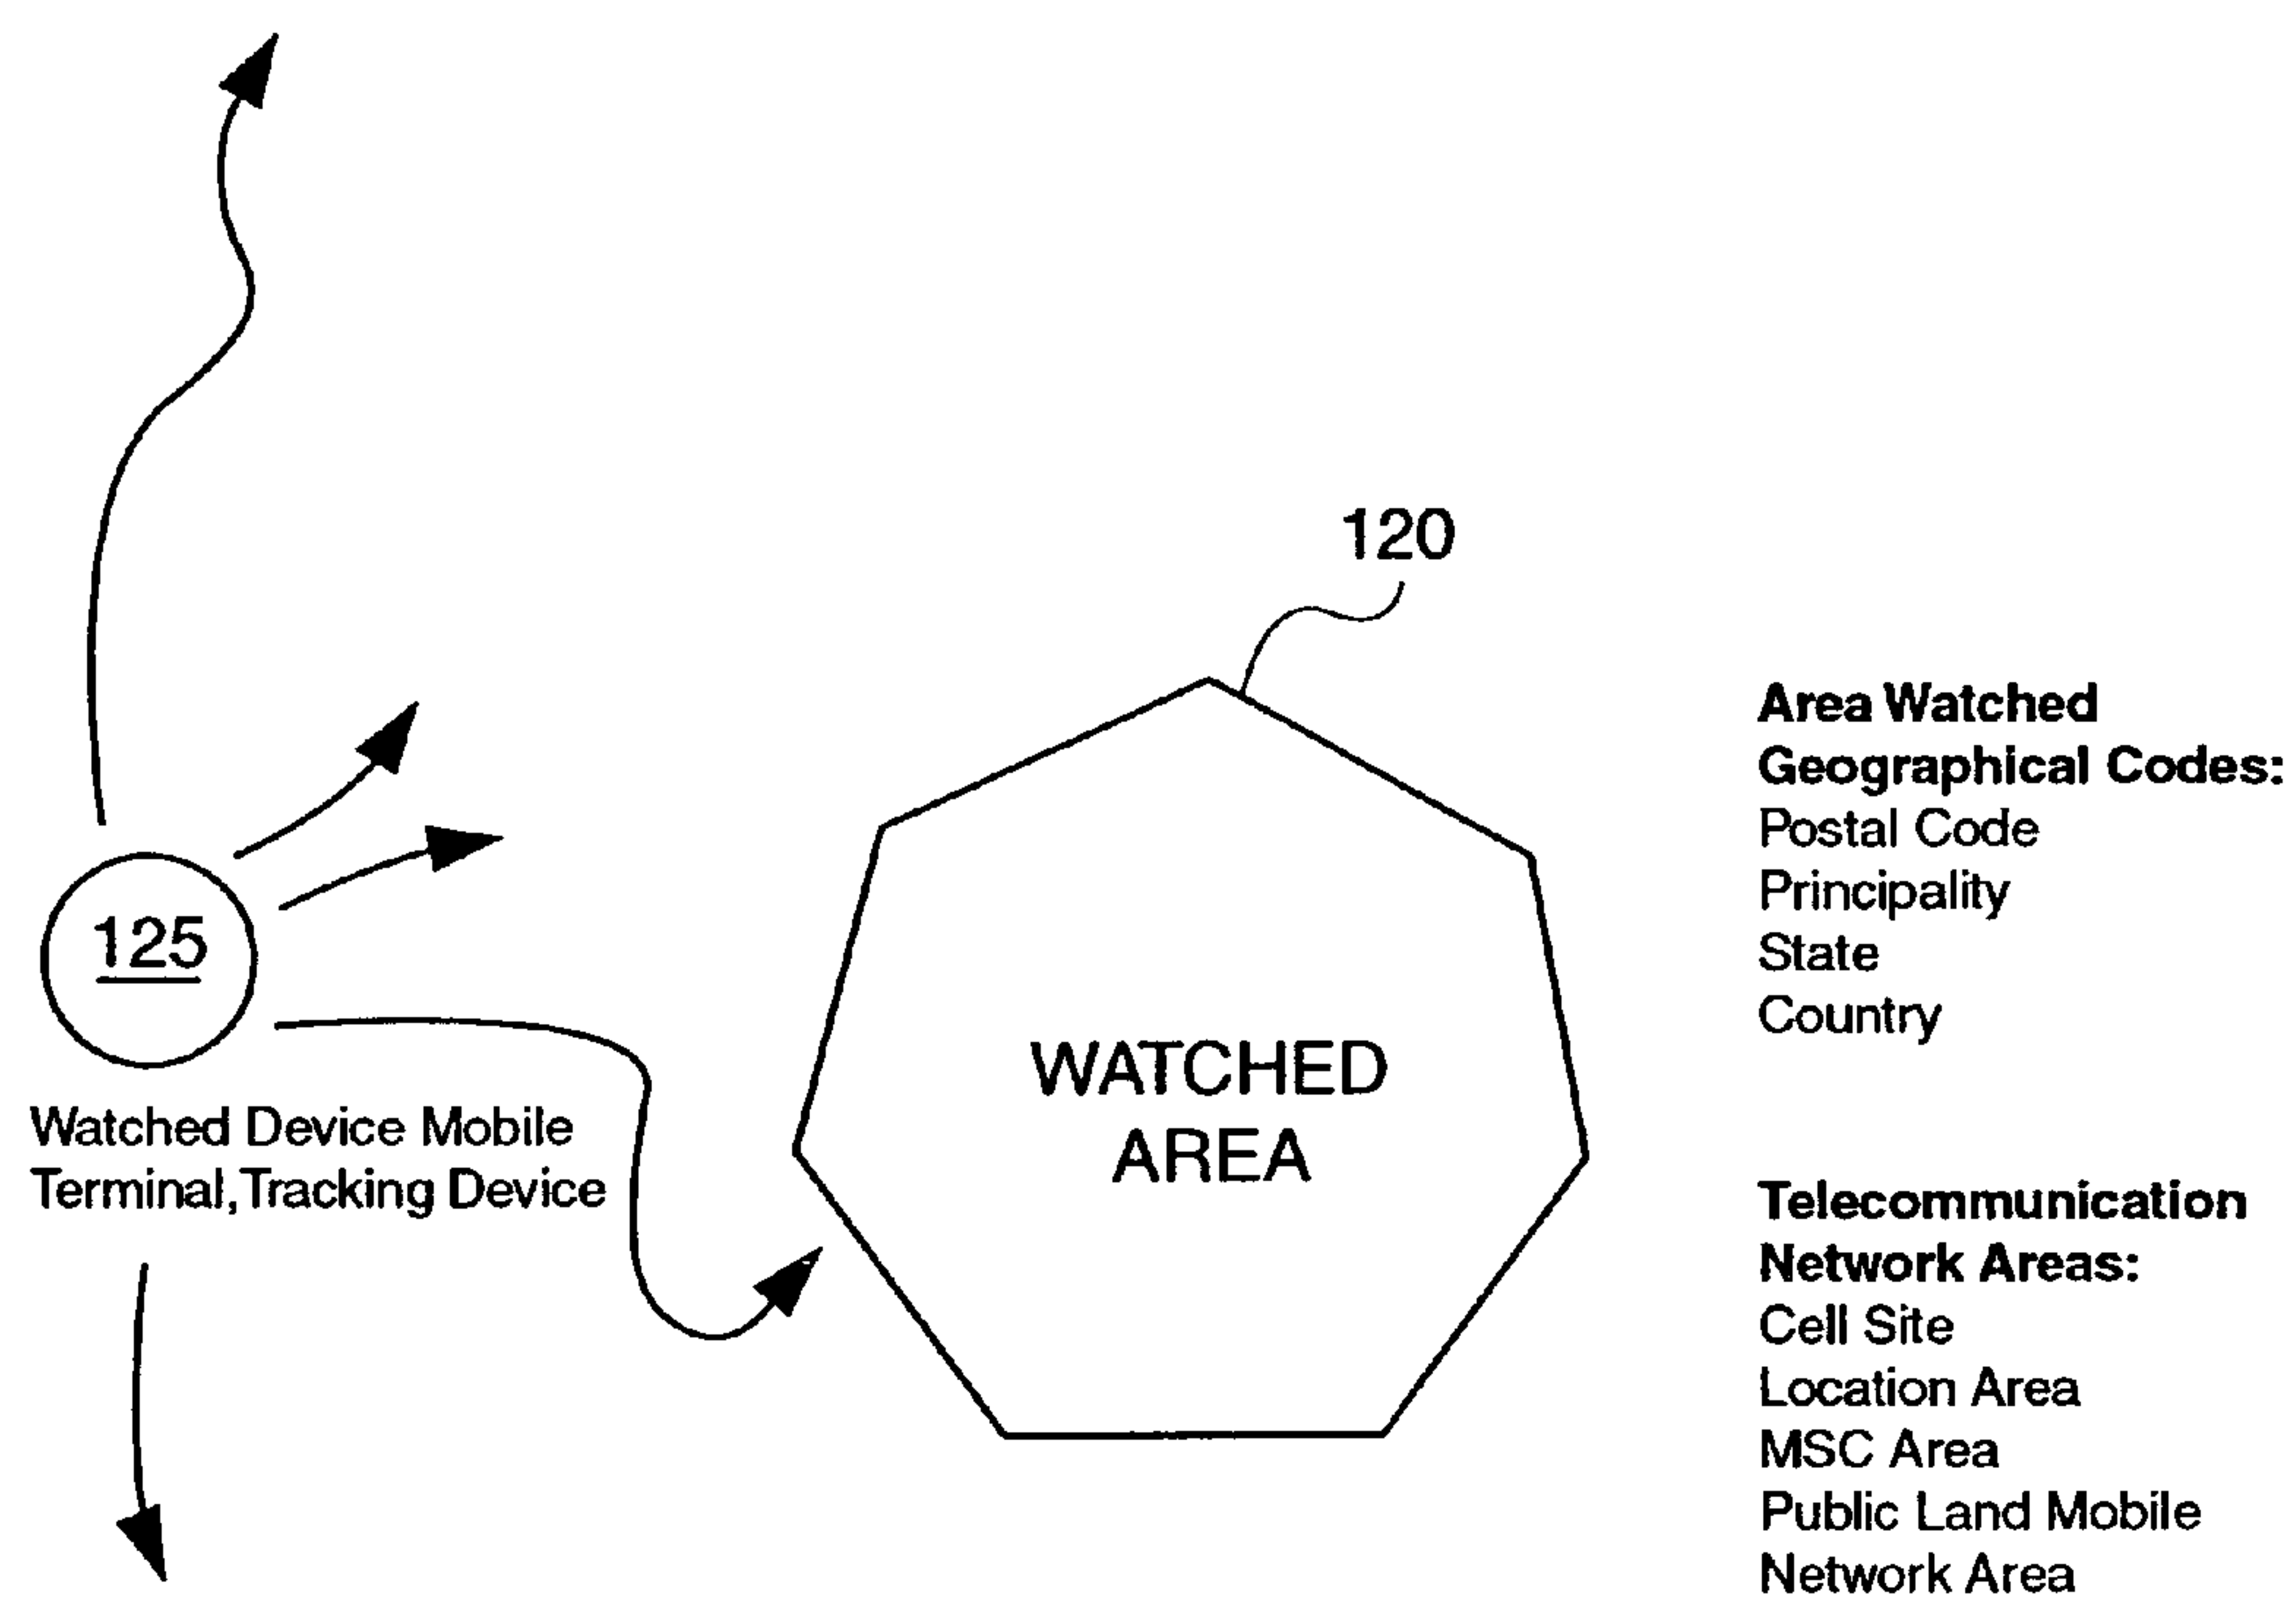 120
125
Watched Device Mobile
Terminal,Tracking Device
WATCHED
AREA
Area Watched
Geographical Codes:
Postal Code
Principality
State
Country
Telecommunication
Network Areas:
Cell Site
Location Area
MSC Area
Public Land Mobile
Network Area